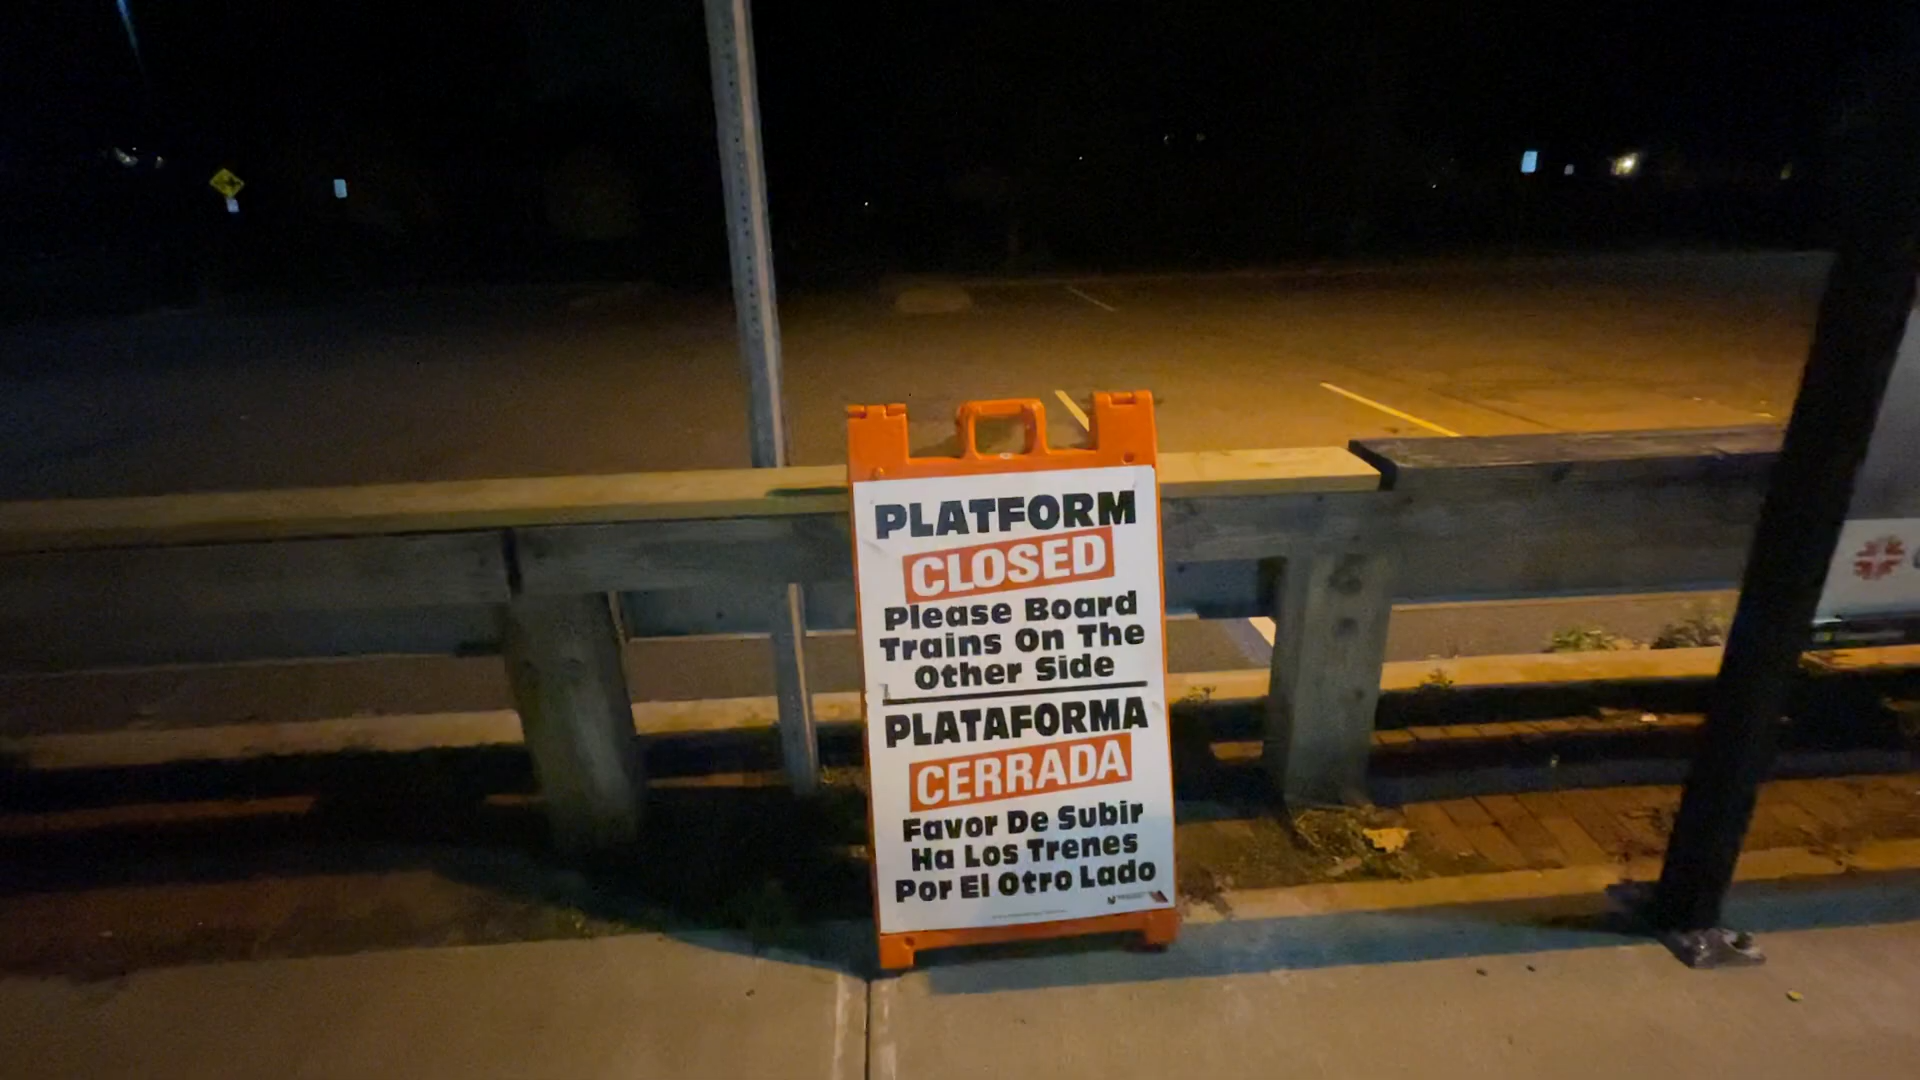 PLATFORM
CLOSED
Please Board
Trains On The
Other Side
PLATAFORMA
CERRADA
Favor De Subir
Ha Los Trenes
Por El Otro Lado